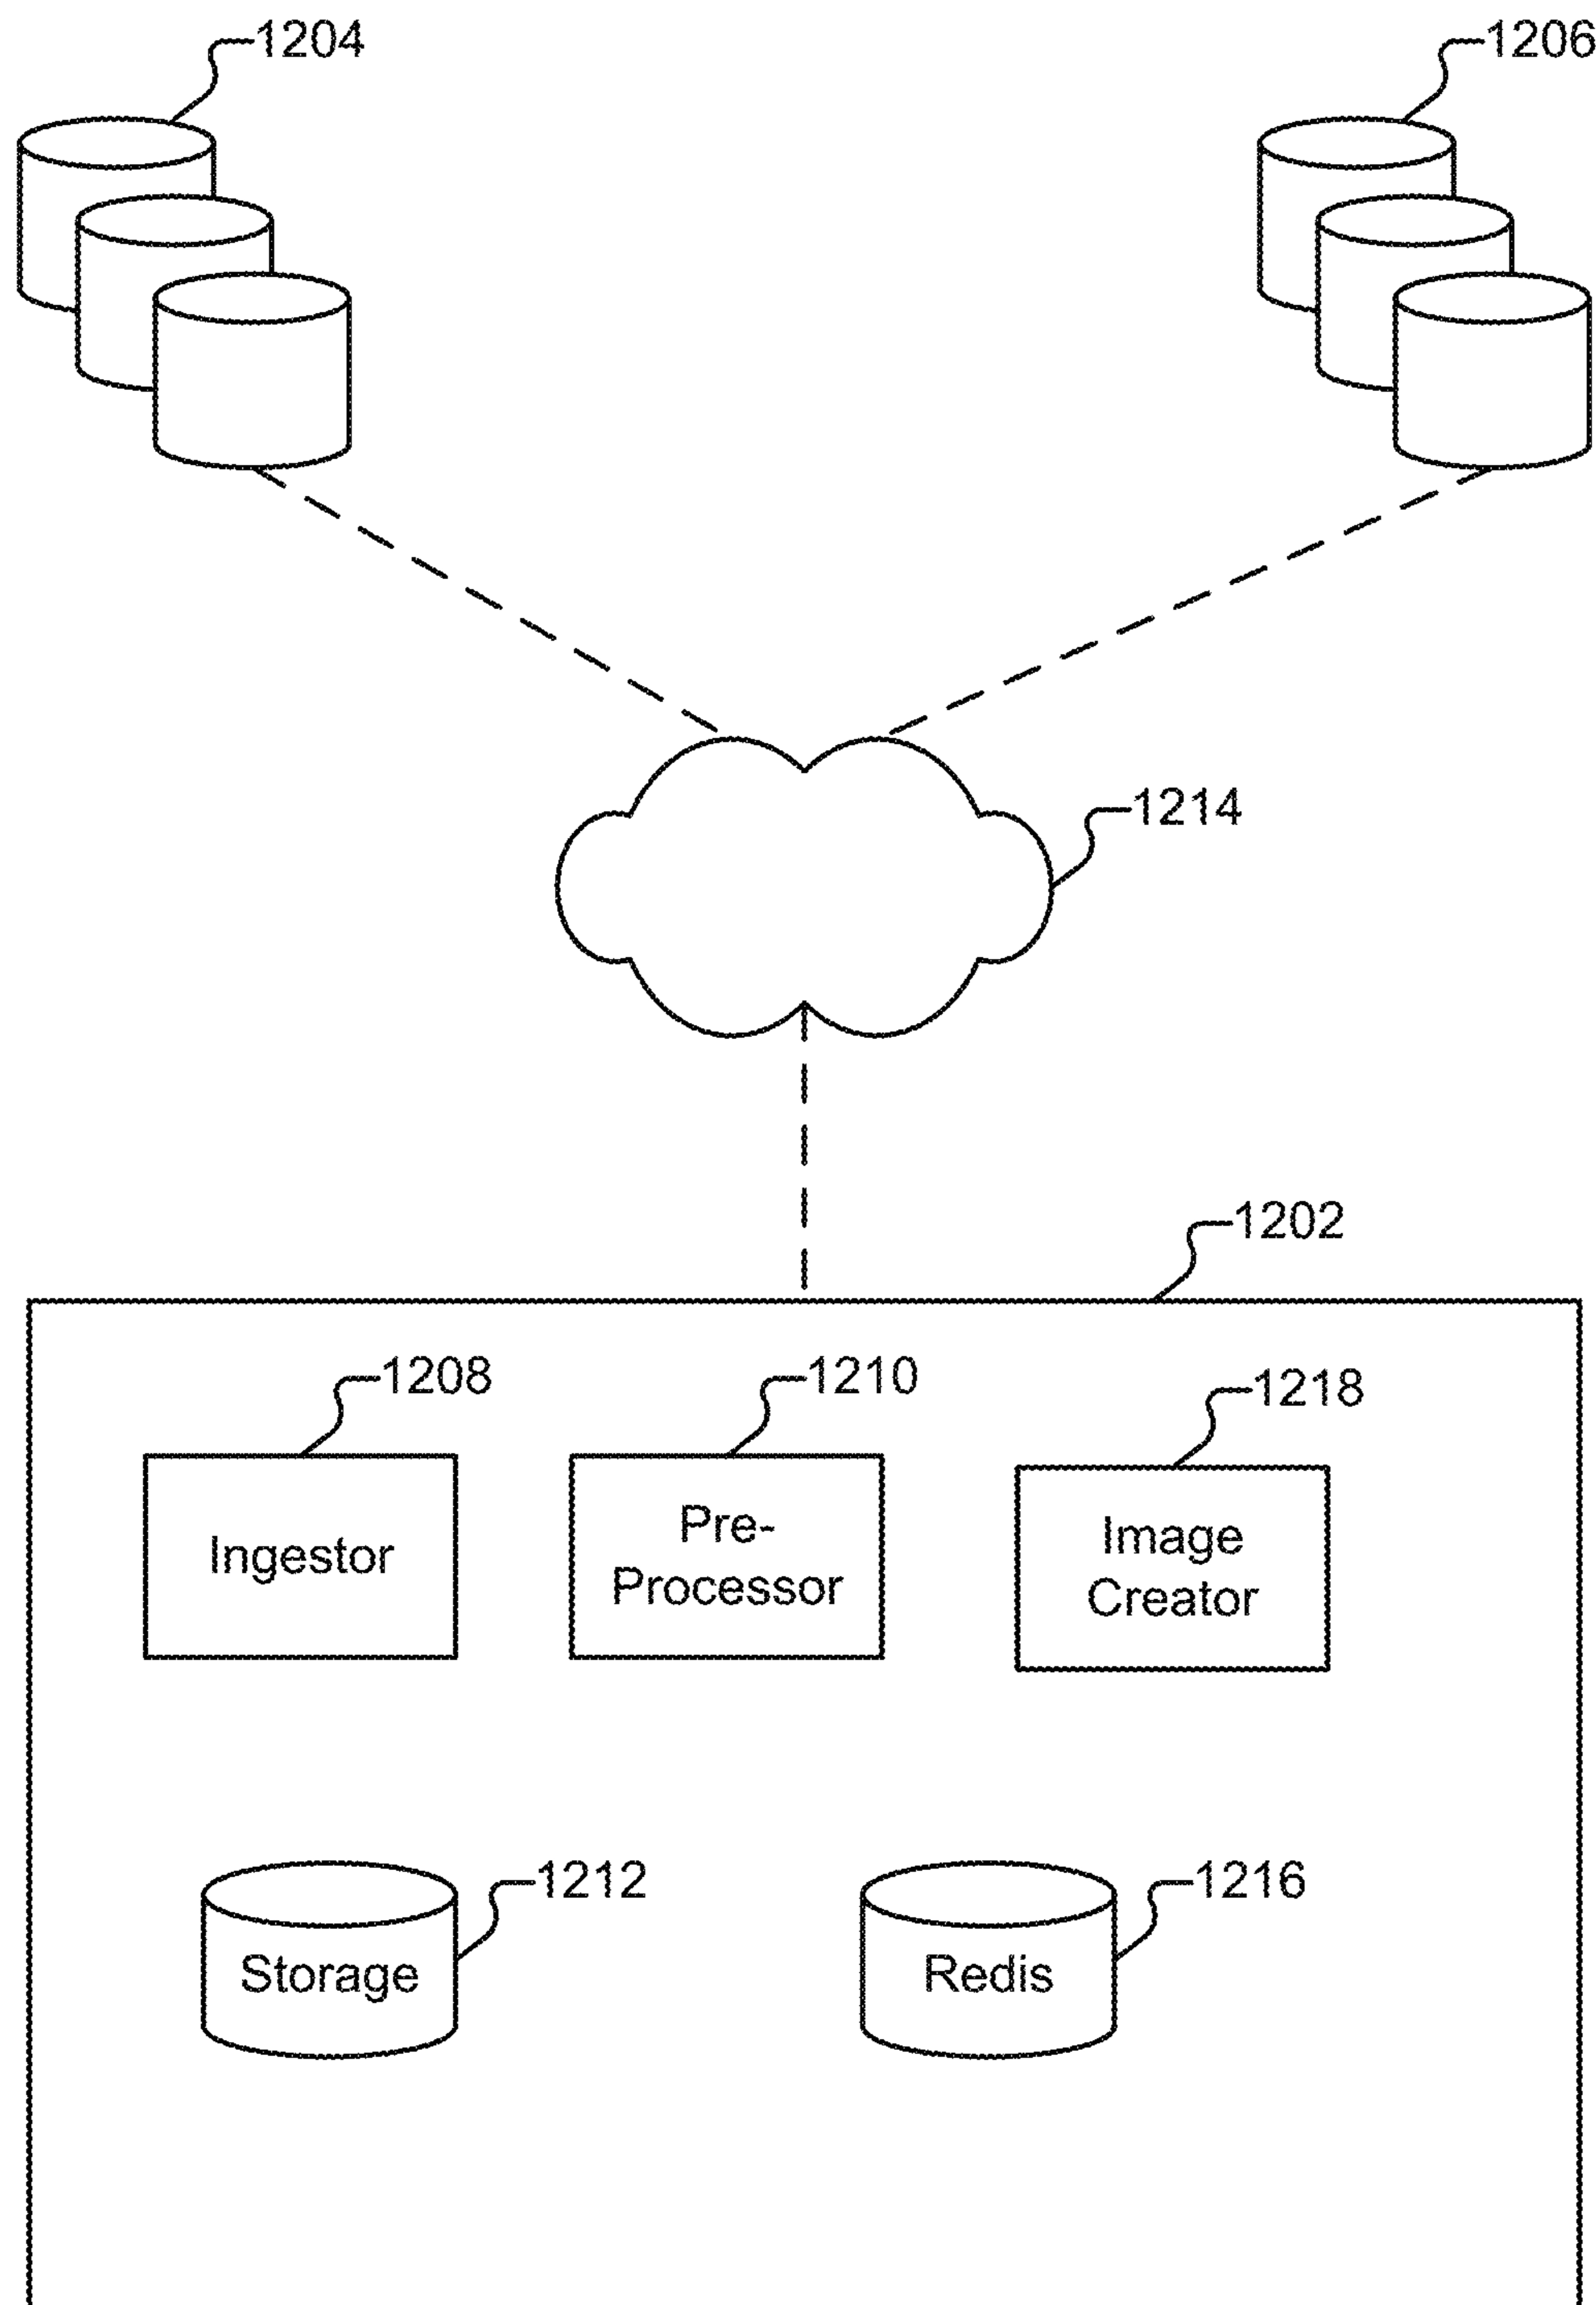 1204
1206
1214
1202
1208
1210
1218
Ingestor
Pre-
Processor
Image
Creator
1212
1216
Storage
Redis